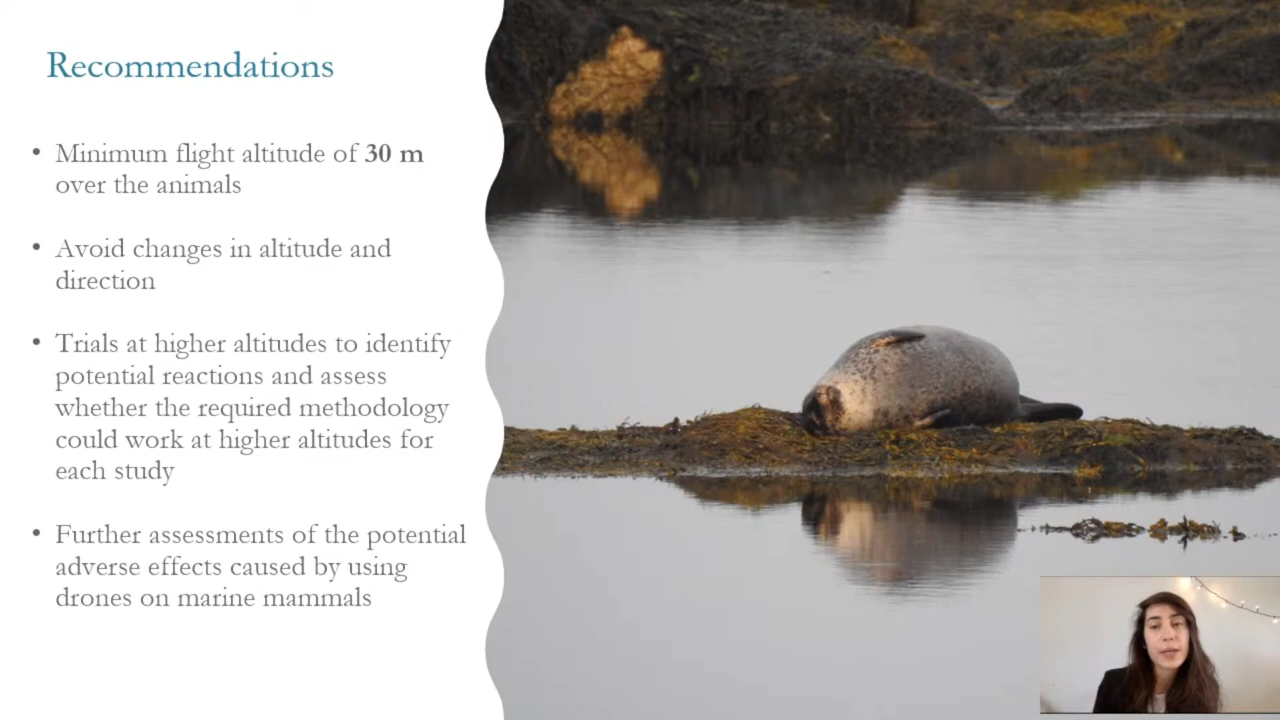 Recommendations
• Minimum flight altitude of 30 m
over the animals
• Avoid changes in altitude and
direction
• Trials at higher altitudes to identify
potential reactions and assess
whether the required methodology
could work at higher altitudes for
each study
• Further assessments of the potential
adverse effects caused by using
drones on marine mammals